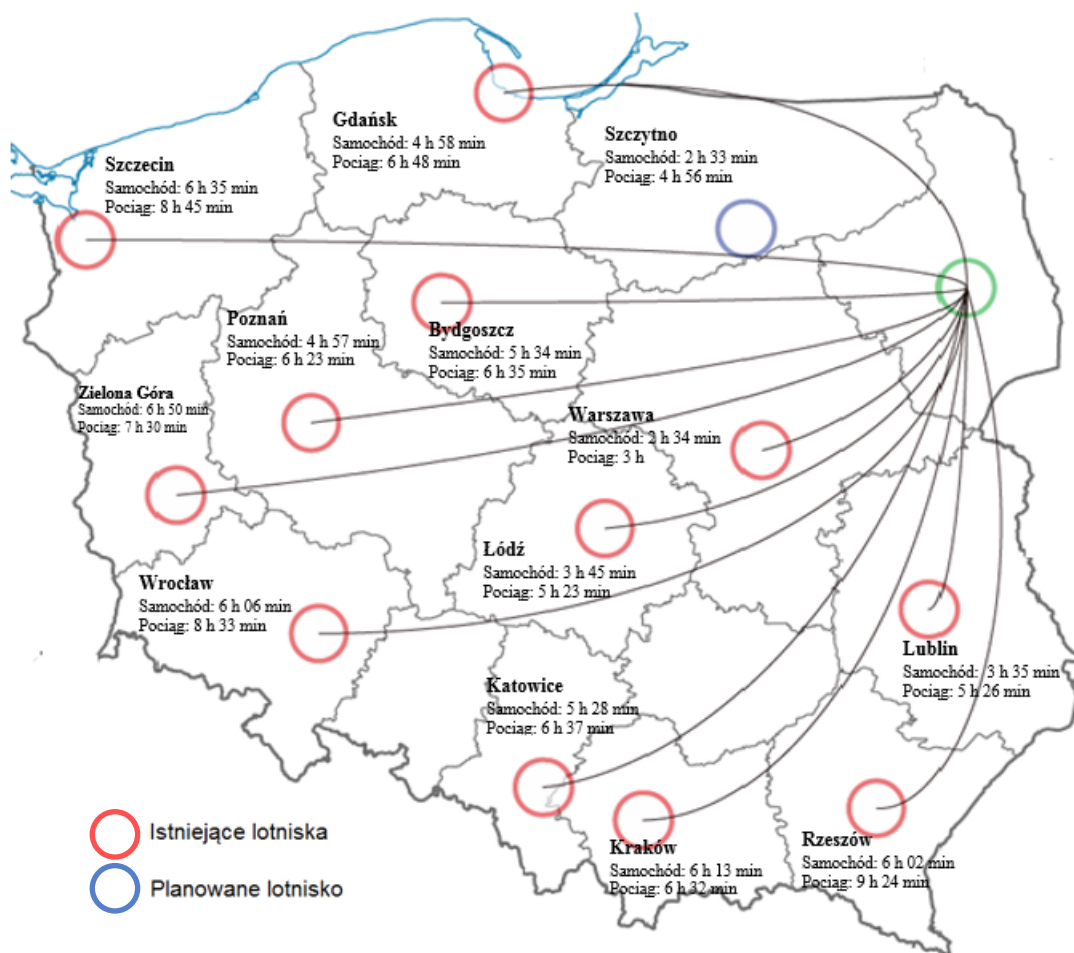 Gdańsk
Samochód: 4 h 58 min
Pociąg: 6 h 48 min
Szczytno
Samochód: 2 h 33 min
Pociąg: 4 h 56 min
Szczecin
Samochód: 6 h 35 min
Pociąg: 8 h 45 min
Poznań
Samochód: 4 h 57 min
Pociąg: 6 h 23 min
Bydgoszcz
Samochód: 5 h 34 min
Pociąg: 6 h 35 min
Zielona Góra
Samochód: 6 h 50 min
Pociąg: 7 h 30 min
Warszawa
Samochód: 2 h 34 min
Pociąg: 3 h
Łódź
Samochód: 3 h 45 min
Pociąg: 5 h 23 min
Wrocław
Samochód: 6 h 06 min
Pociąg: 8 h 33 min
Lublin
Samochód: 3 h 35 min
Pociąg: 5 h 26 min
Katowice
Samochód: 5 h 28 min
Pociąg: 6 h 37 min
Kraków
Samochód: 6 h 13 min
Pociąg: 6 h 32 min
Rzeszów
Samochód: 6 h 02 min
Pociąg: 9 h 24 min
Istniejące lotniska
Planowane lotnisko